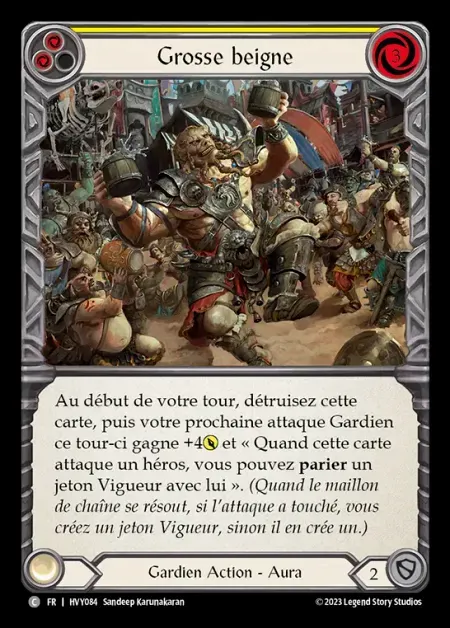 Grosse beigne
3
Au début de votre tour, détruisez cette
carte, puis votre prochaine attaque Gardien
ce tour-ci gagne +4 et « Quand cette carte
attaque un héros, vous pouvez parier un
jeton Vigueur avec lui ». (Quand le maillon
de chaîne se résout, si l'attaque a touché, vous
créez un jeton Vigueur, sinon il en crée un.)
Gardien Action - Aura
2
C FR | HVY084 Sandeep Karunakaran
© 2023 Legend Story Studios